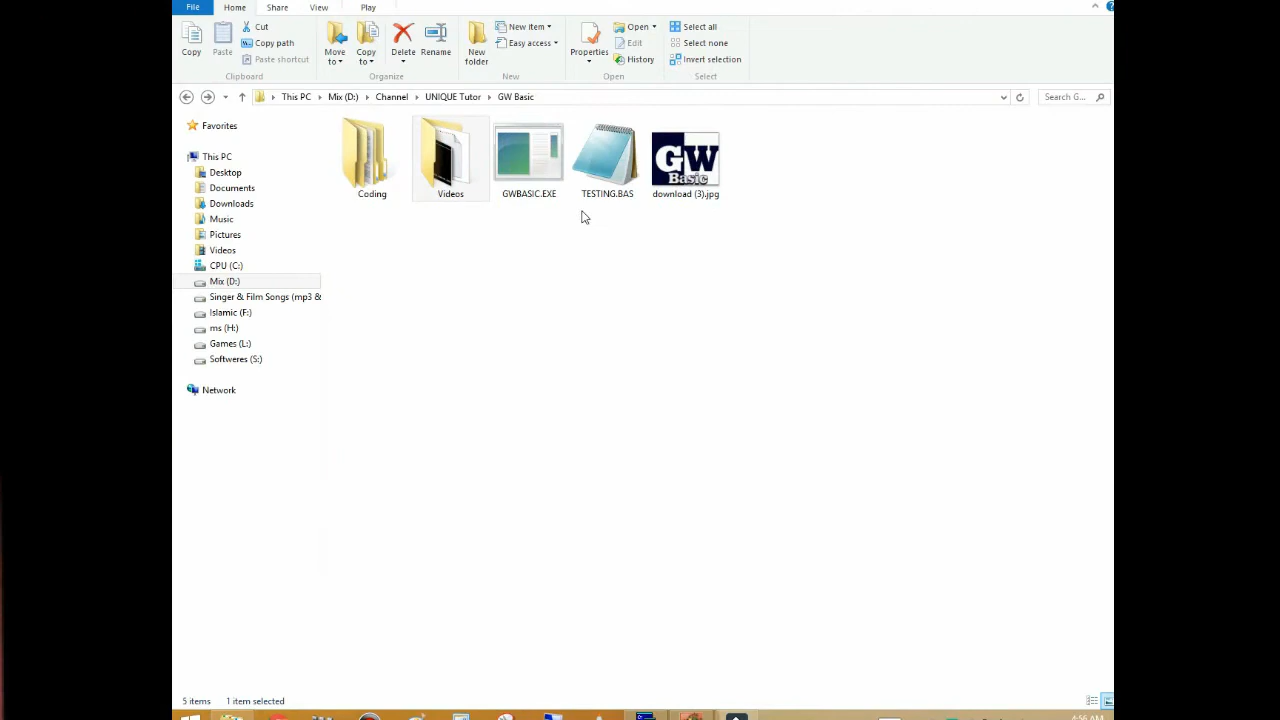 File Home Share View Play
Copy
Paste
Cut
Copy path
Paste shortcut
Clipboard
Move to
Copy to
Delete
Rename
Organize
New folder
New item
Easy access
New
Properties
Open
Edit
History
Open
Select all
Select none
Invert selection
Select
This PC Mix (D:) Channel UNIQUE Tutor GW Basic
Search G...
Favorites
This PC
Desktop
Documents
Downloads
Music
Pictures
Videos
CPU (C:)
Mix (D:)
Singer & Film Songs (mp3 &
Islamic (F:)
ms (H:)
Games (L:)
Softweres (S:)
Network
GW
Basic
Coding Videos GWBASIC.EXE TESTING.BAS download (3).jpg
5 items 1 item selected
4:56 AM